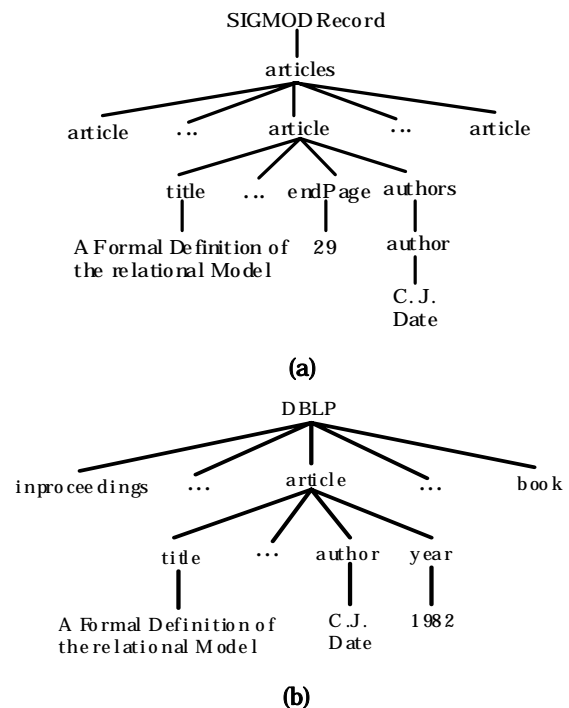 SIGMOD Record
articles
article ... article ... article
title ... endPage authors
A Formal Definition of 29 author
the relational Model
C. J.
Date
(a)
DBLP
inproceedings ... article ... book
title ... author year
A Formal Definition of C.J. 1982
the relational Model Date
(b)